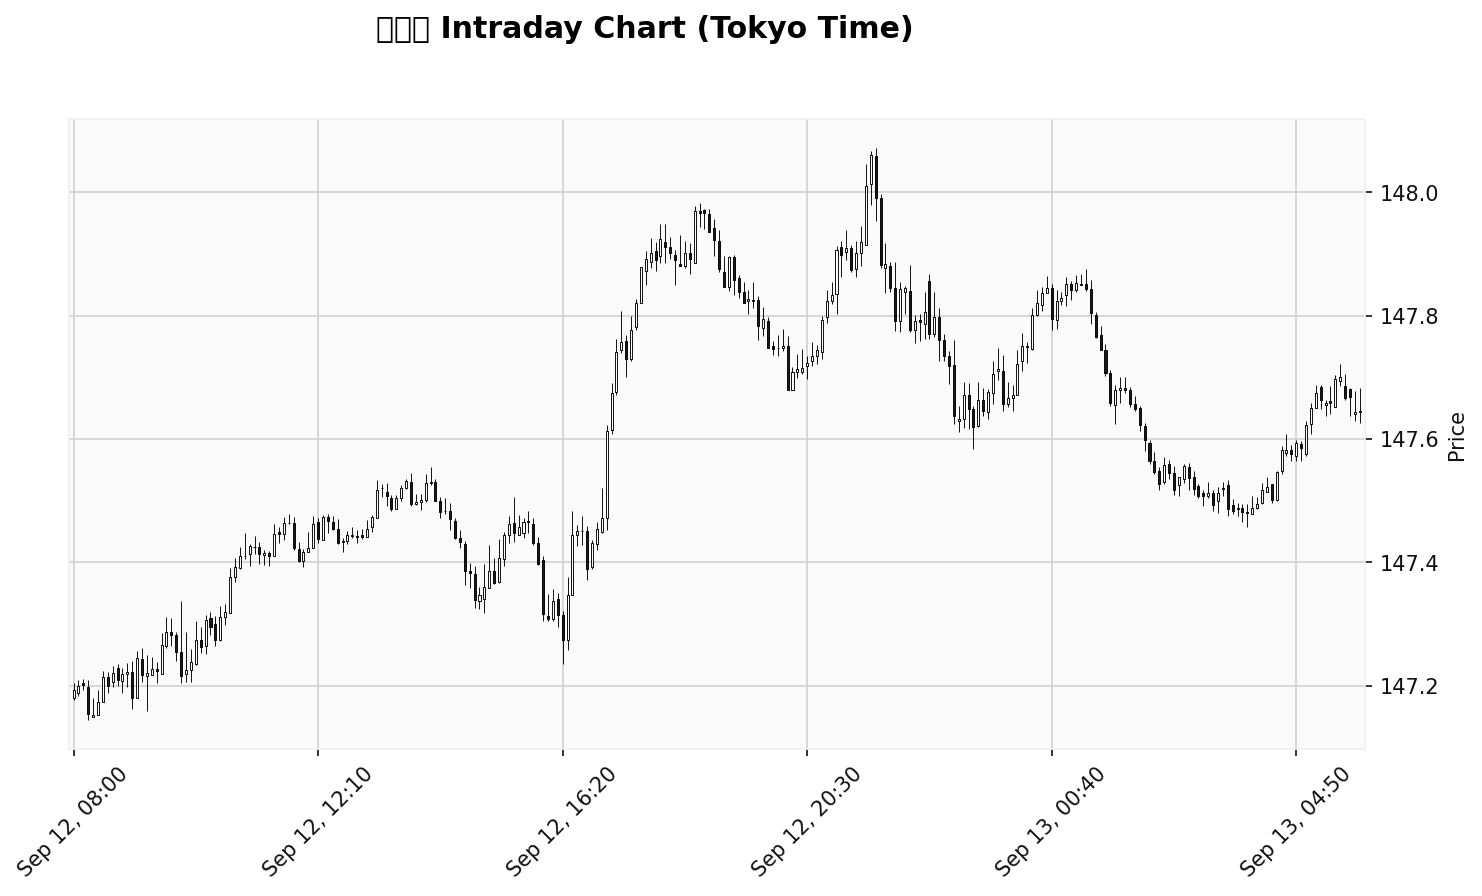 Intraday Chart (Tokyo Time)
148.0
147.8
147.6
147.4
147.2
Price
Sep 12, 08:00
Sep 12, 12:10
Sep 12, 16:20
Sep 12, 20:30
Sep 13, 00:40
Sep 13, 04:50